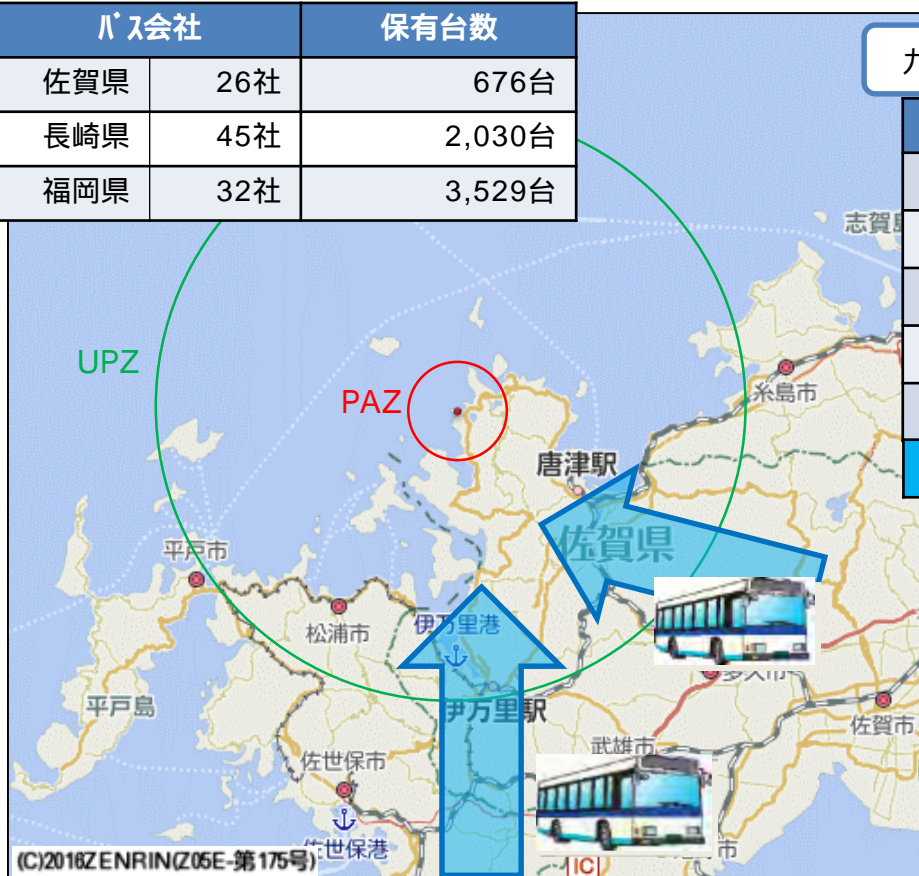 バス会社 保有台数
佐賀県 26社 676台
長崎県 45社 2,030台
福岡県 32社 3,529台
UPZ
PAZ
糸島市
唐津駅
佐賀県
平戸市
松浦市
伊万里港
平戸島
伊万里駅
佐賀市
武雄市
佐世保市
佐世保港
市
IC
(C)2016ZENRIN(Z05E-第175号)